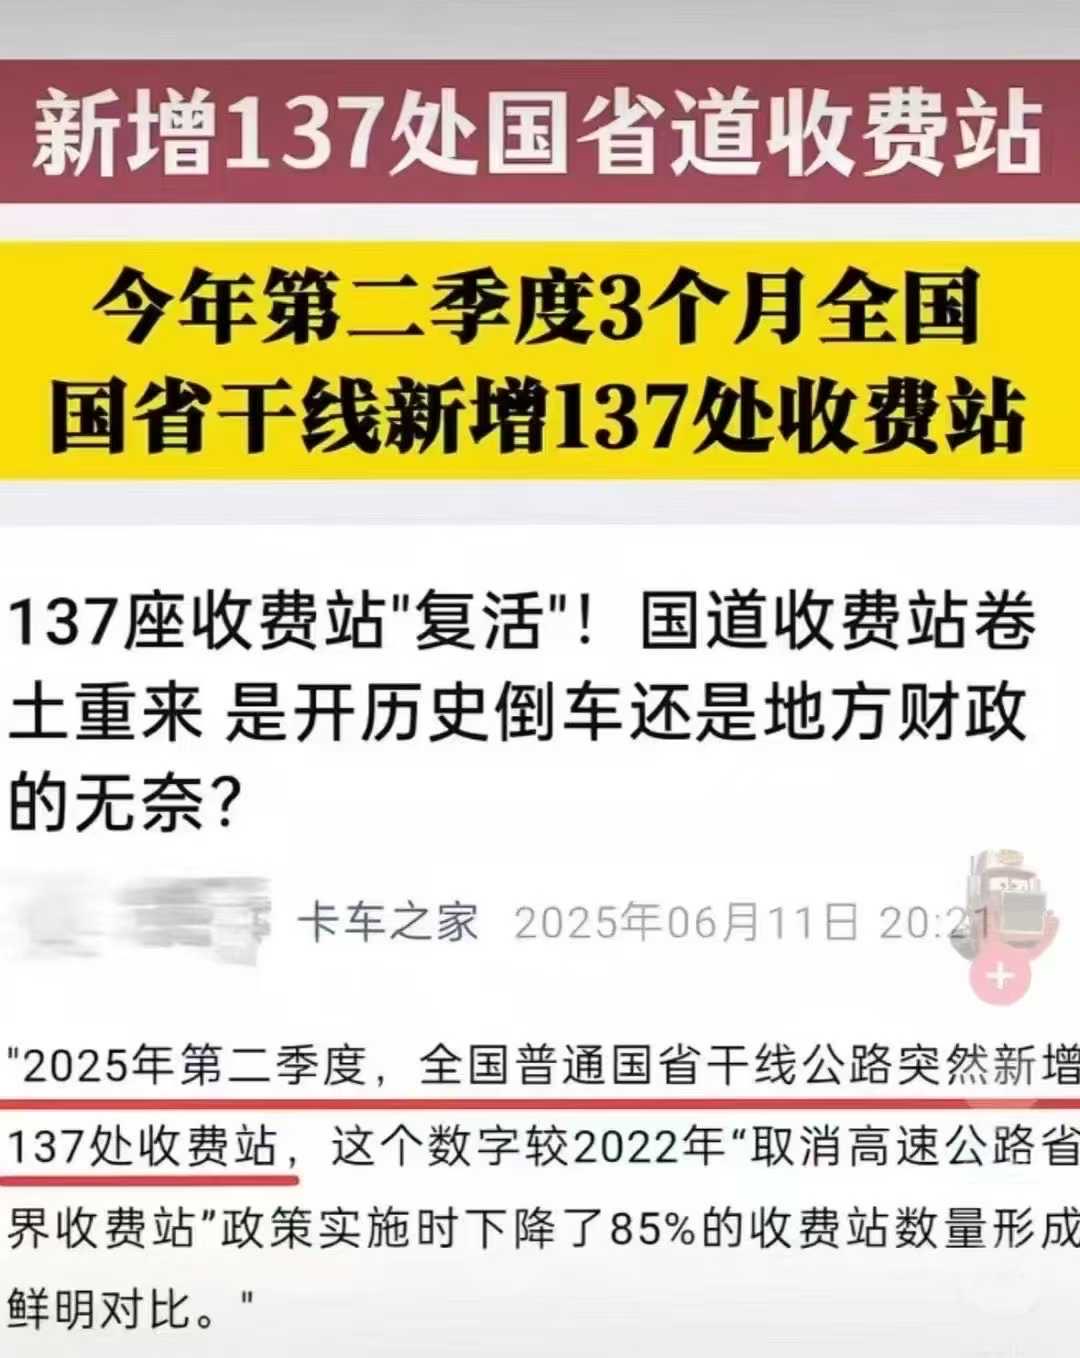 新增137处国省道收费站
今年第二季度3个月全国
国省干线新增137处收费站
137座收费站"复活"！国道收费站卷
土重来 是开历史倒车还是地方财政
的无奈？
卡车之家 2025年06月11日 20:21
"2025年第二季度，全国普通国省干线公路突然新增
137处收费站，这个数字较2022年“取消高速公路省
界收费站”政策实施时下降了85%的收费站数量形成
鲜明对比。"